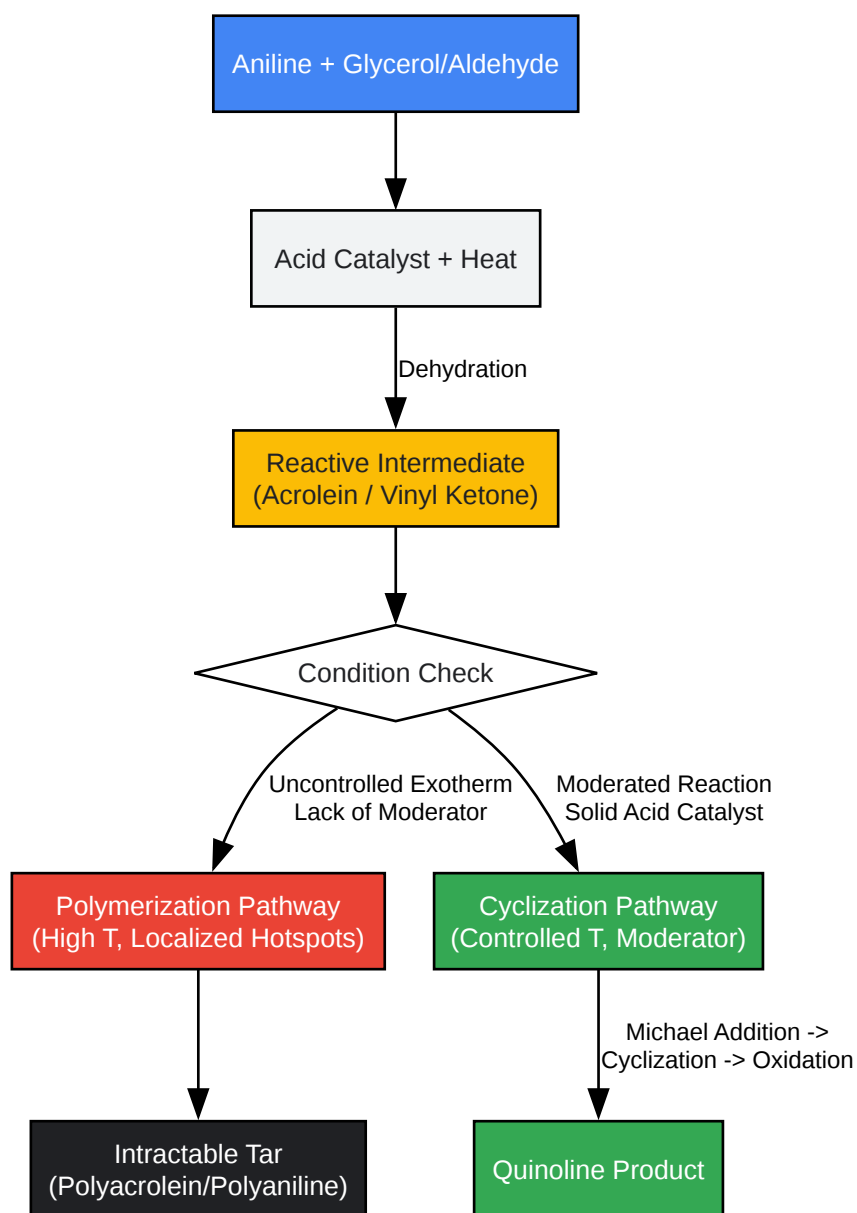 Aniline + Glycerol/Aldehyde
Acid Catalyst + Heat
Dehydration
Reactive Intermediate
(Acrolein / Vinyl Ketone)
Condition Check
Uncontrolled Exotherm
Lack of Moderator
Moderated Reaction
Solid Acid Catalyst
Polymerization Pathway
(High T, Localized Hotspots)
Cyclization Pathway
(Controlled T, Moderator)
Michael Addition ->
Cyclization -> Oxidation
Intractable Tar
(Polyacrolein/Polyaniline)
Quinoline Product